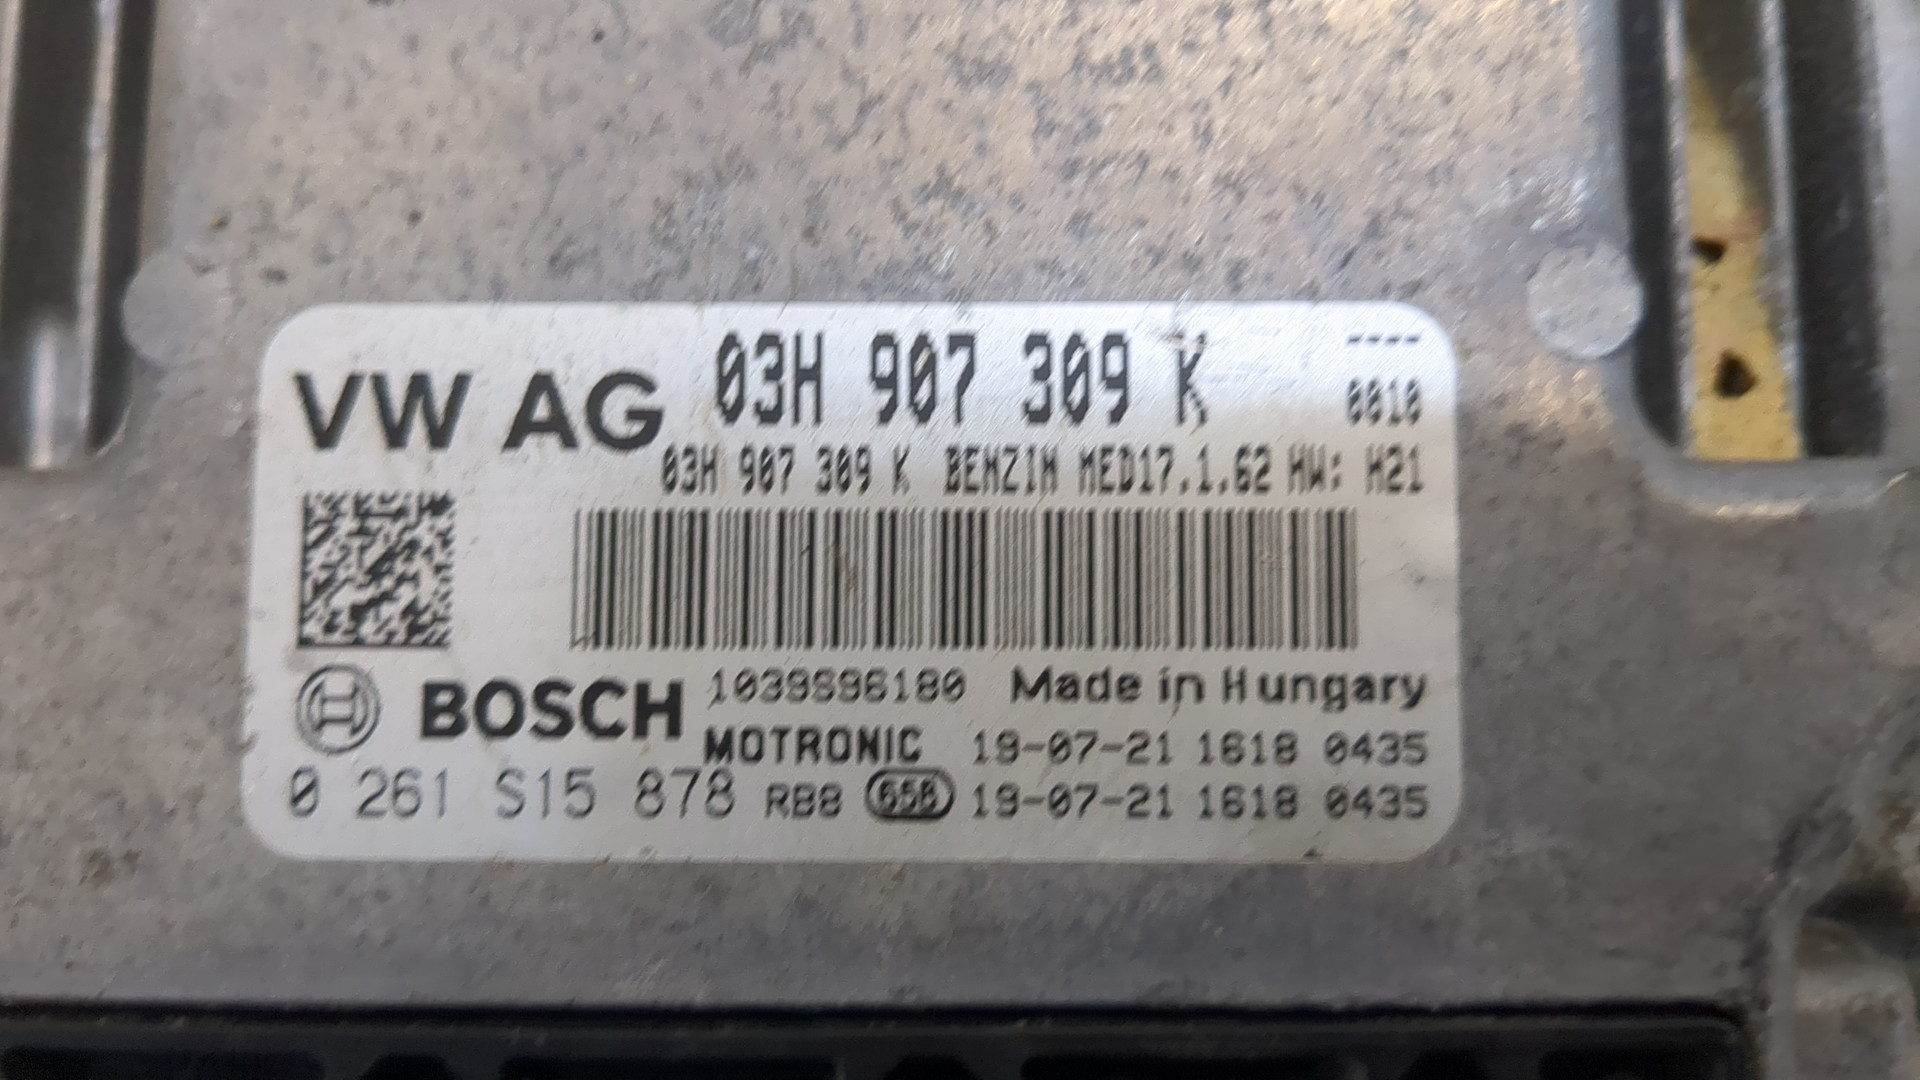 VW AG 03H 907 309 K ----
0010
03H 907 309 K BENZIN MED17.1.62 HW: H21
BOSCH 1039S96180 Made in Hungary
MOTRONIC 19-07-21 1618 0435
0 261 S15 878 RB8 65B 19-07-21 1618 0435